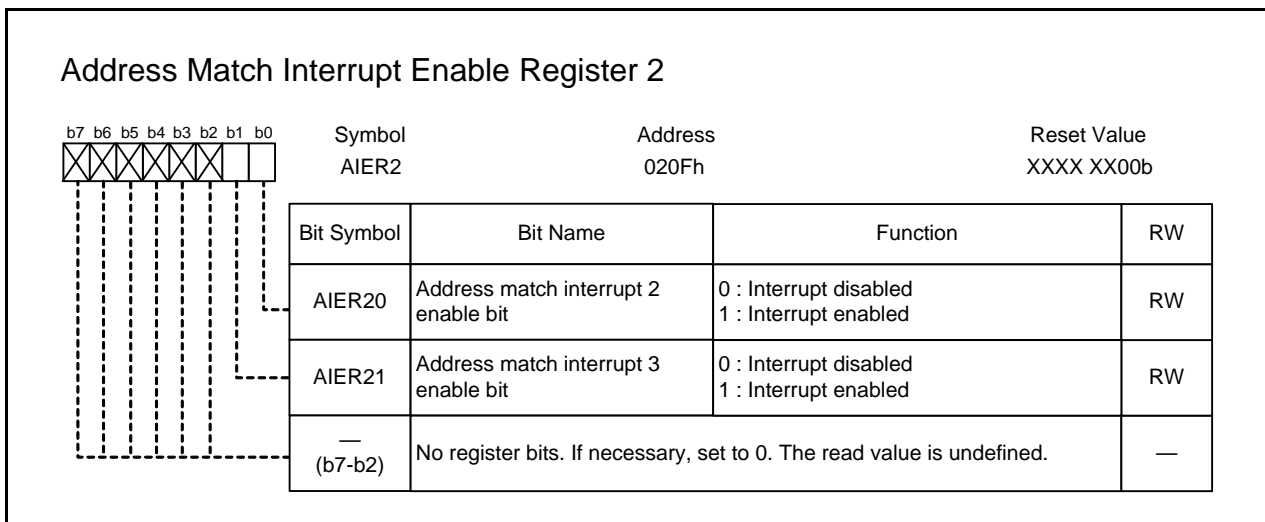 Address Match Interrupt Enable Register 2
b7 b6 b5 b4 b3 b2 b1 b0
Symbol Address Reset Value
AIER2 020Fh XXXX XX00b
Bit Symbol Bit Name Function RW
AIER20 Address match interrupt 2 0 : Interrupt disabled RW
enable bit 1 : Interrupt enabled
AIER21 Address match interrupt 3 0 : Interrupt disabled RW
enable bit 1 : Interrupt enabled
—
(b7-b2) No register bits. If necessary, set to 0. The read value is undefined. —